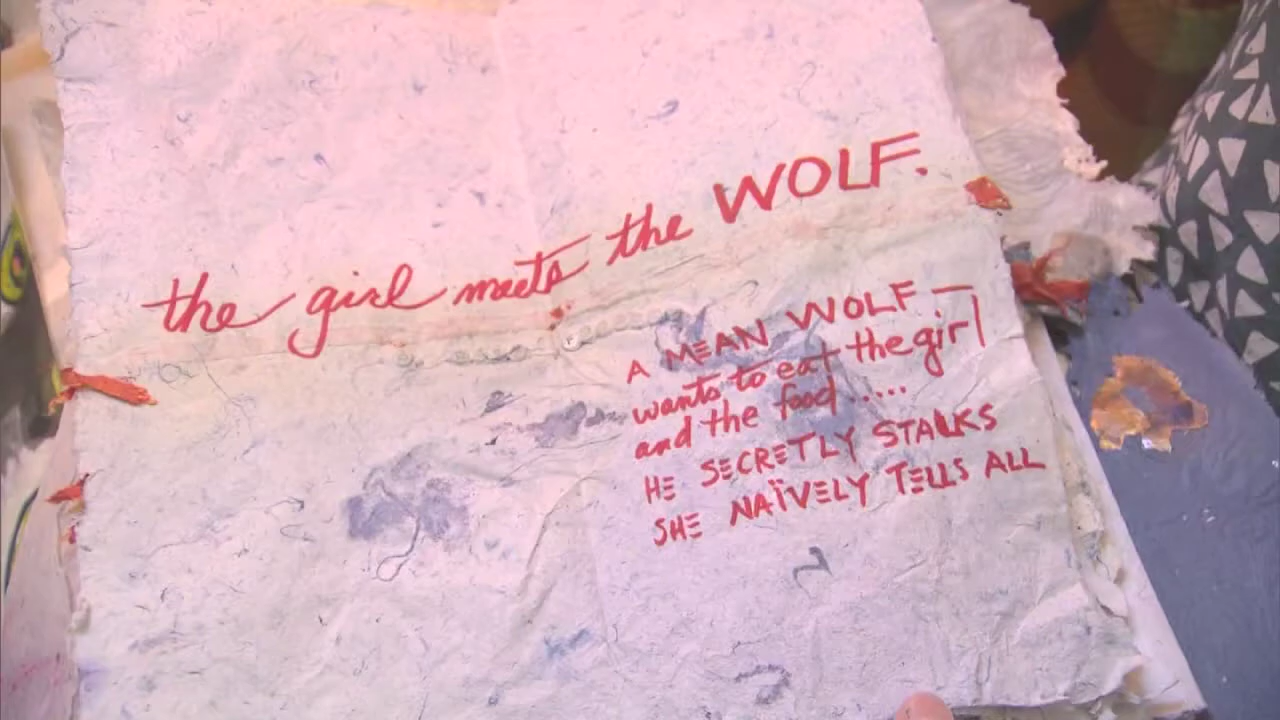 the girl meets the WOLF.
A MEAN WOLF —
wants to eat the girl
and the food.....
HE SECRETLY STALKS
SHE NAÏVELY TELLS ALL